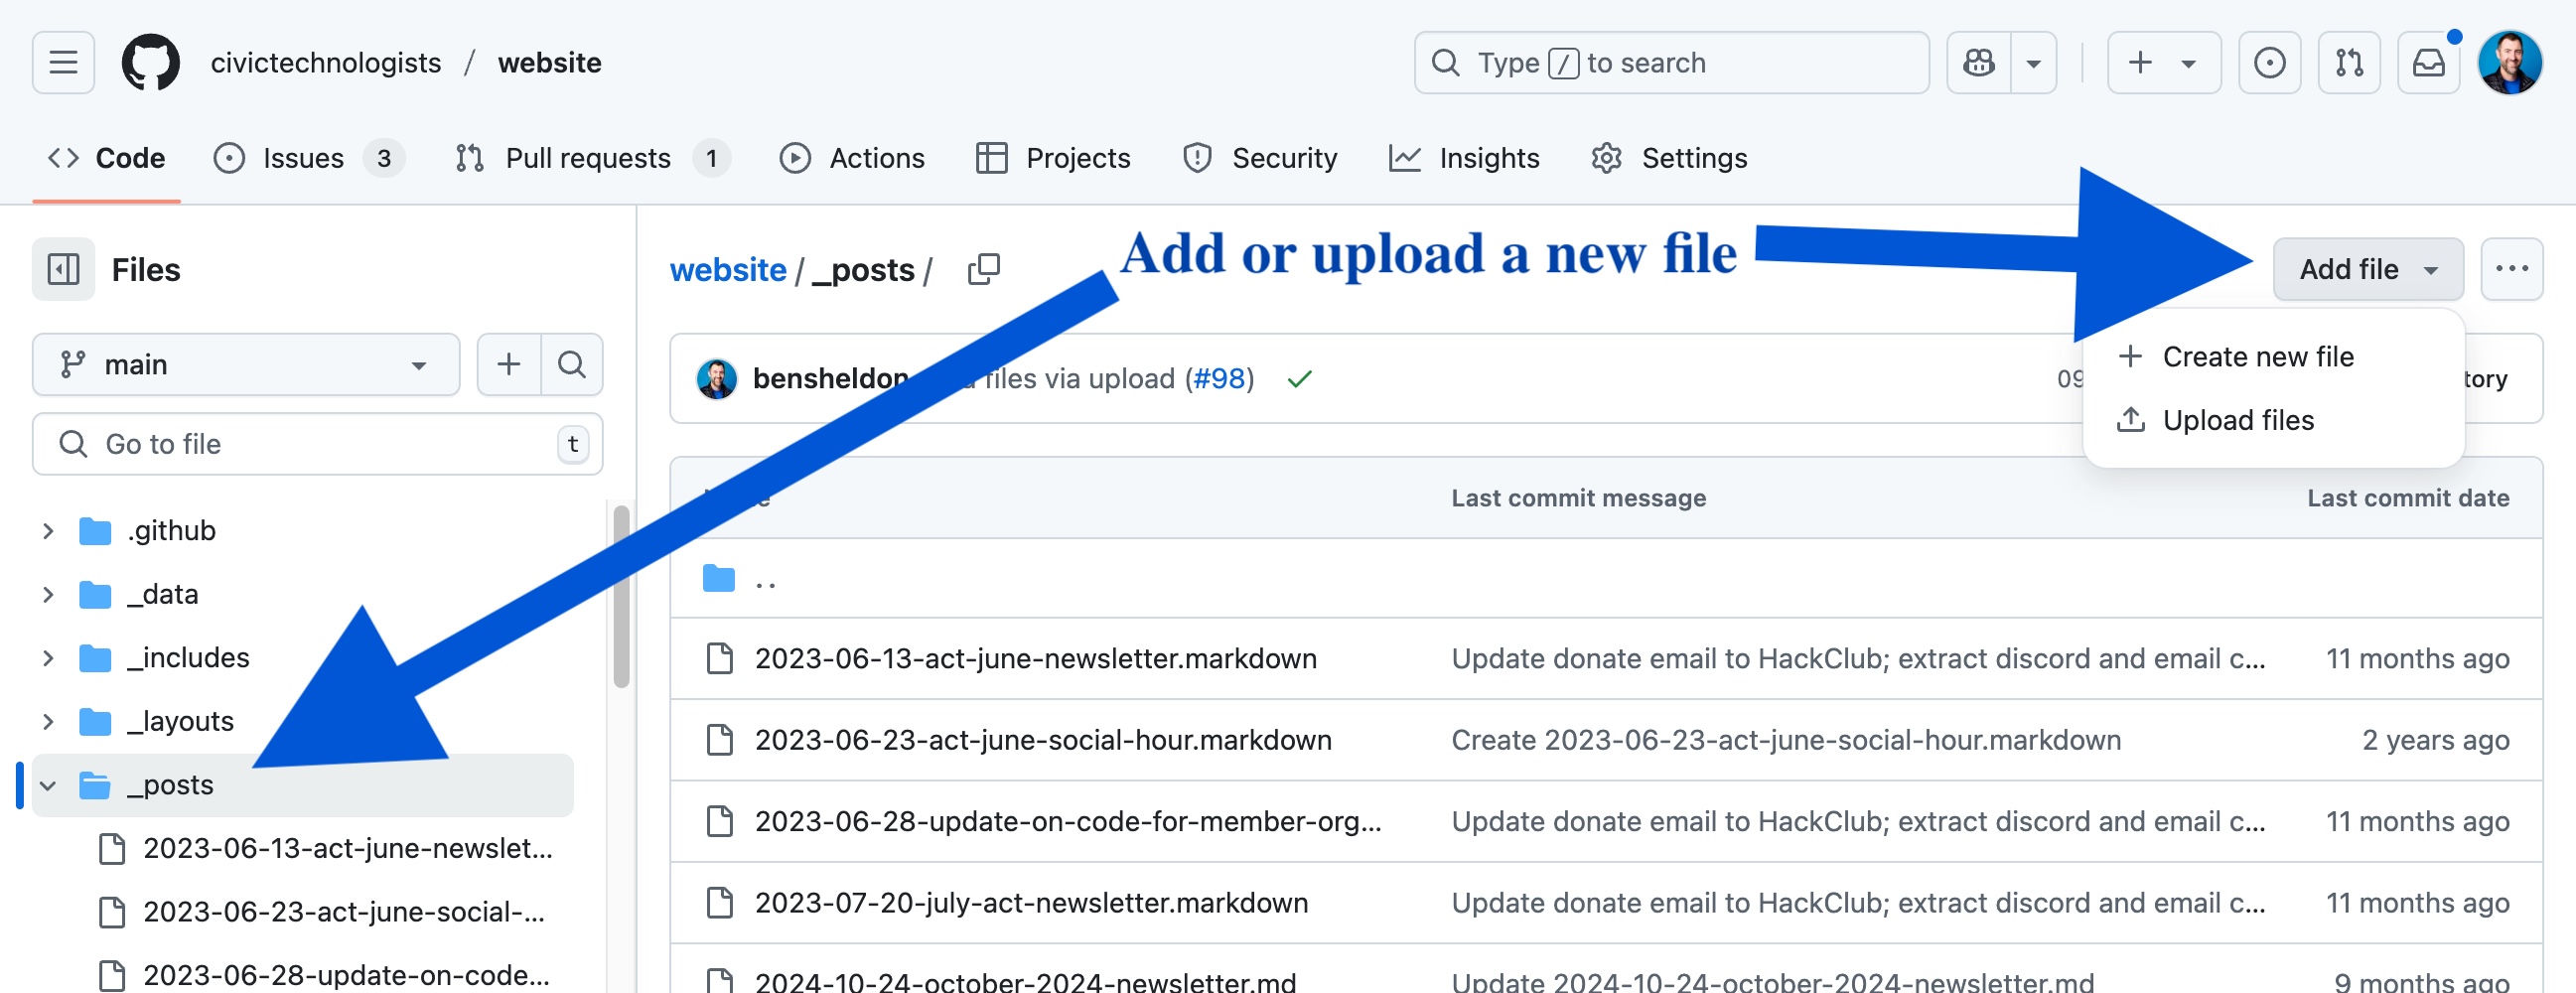 civictechnologists / website
Type / to search
Code
Issues 3
Pull requests 1
Actions
Projects
Security
Insights
Settings
Files
main
Go to file t
.github
_data
_includes
_layouts
_posts
2023-06-13-act-june-newslet...
2023-06-23-act-june-social-...
2023-06-28-update-on-code...
website / _posts /
Add or upload a new file
Add file
Create new file
Upload files
bensheldon files via upload (#98)
09
tory
Last commit message
Last commit date
..
2023-06-13-act-june-newsletter.markdown
Update donate email to HackClub; extract discord and email c...
11 months ago
2023-06-23-act-june-social-hour.markdown
Create 2023-06-23-act-june-social-hour.markdown
2 years ago
2023-06-28-update-on-code-for-member-org...
Update donate email to HackClub; extract discord and email c...
11 months ago
2023-07-20-july-act-newsletter.markdown
Update donate email to HackClub; extract discord and email c...
11 months ago
2024-10-24-october-2024-newsletter.md
Update 2024-10-24-october-2024-newsletter.md
9 months ago